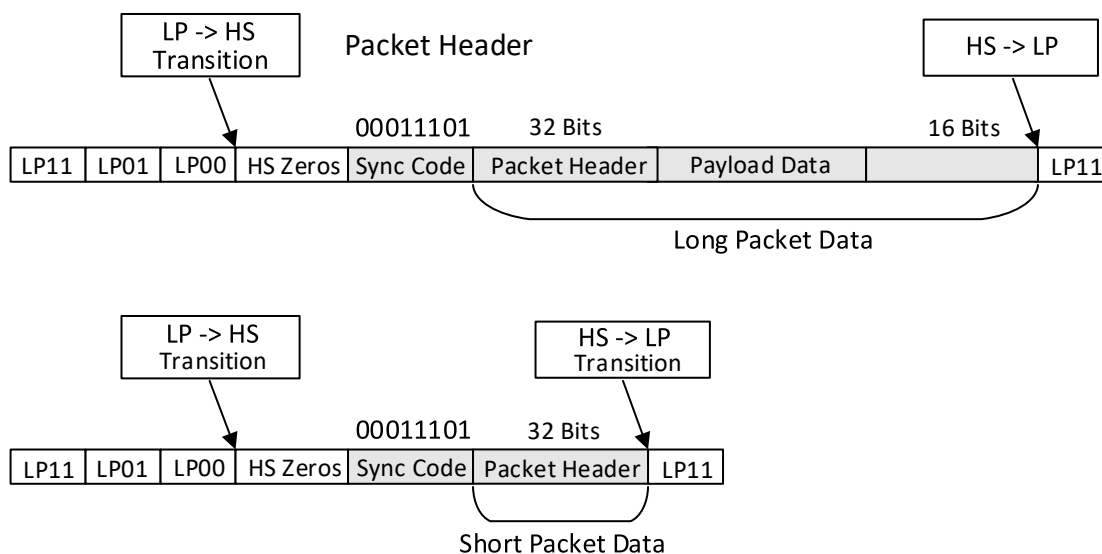 LP -> HS
Transition
Packet Header
HS -> LP
00011101 32 Bits 16 Bits
LP11 LP01 LP00 HS Zeros Sync Code Packet Header Payload Data LP11
Long Packet Data
LP -> HS
Transition
HS -> LP
Transition
00011101 32 Bits
LP11 LP01 LP00 HS Zeros Sync Code Packet Header LP11
Short Packet Data